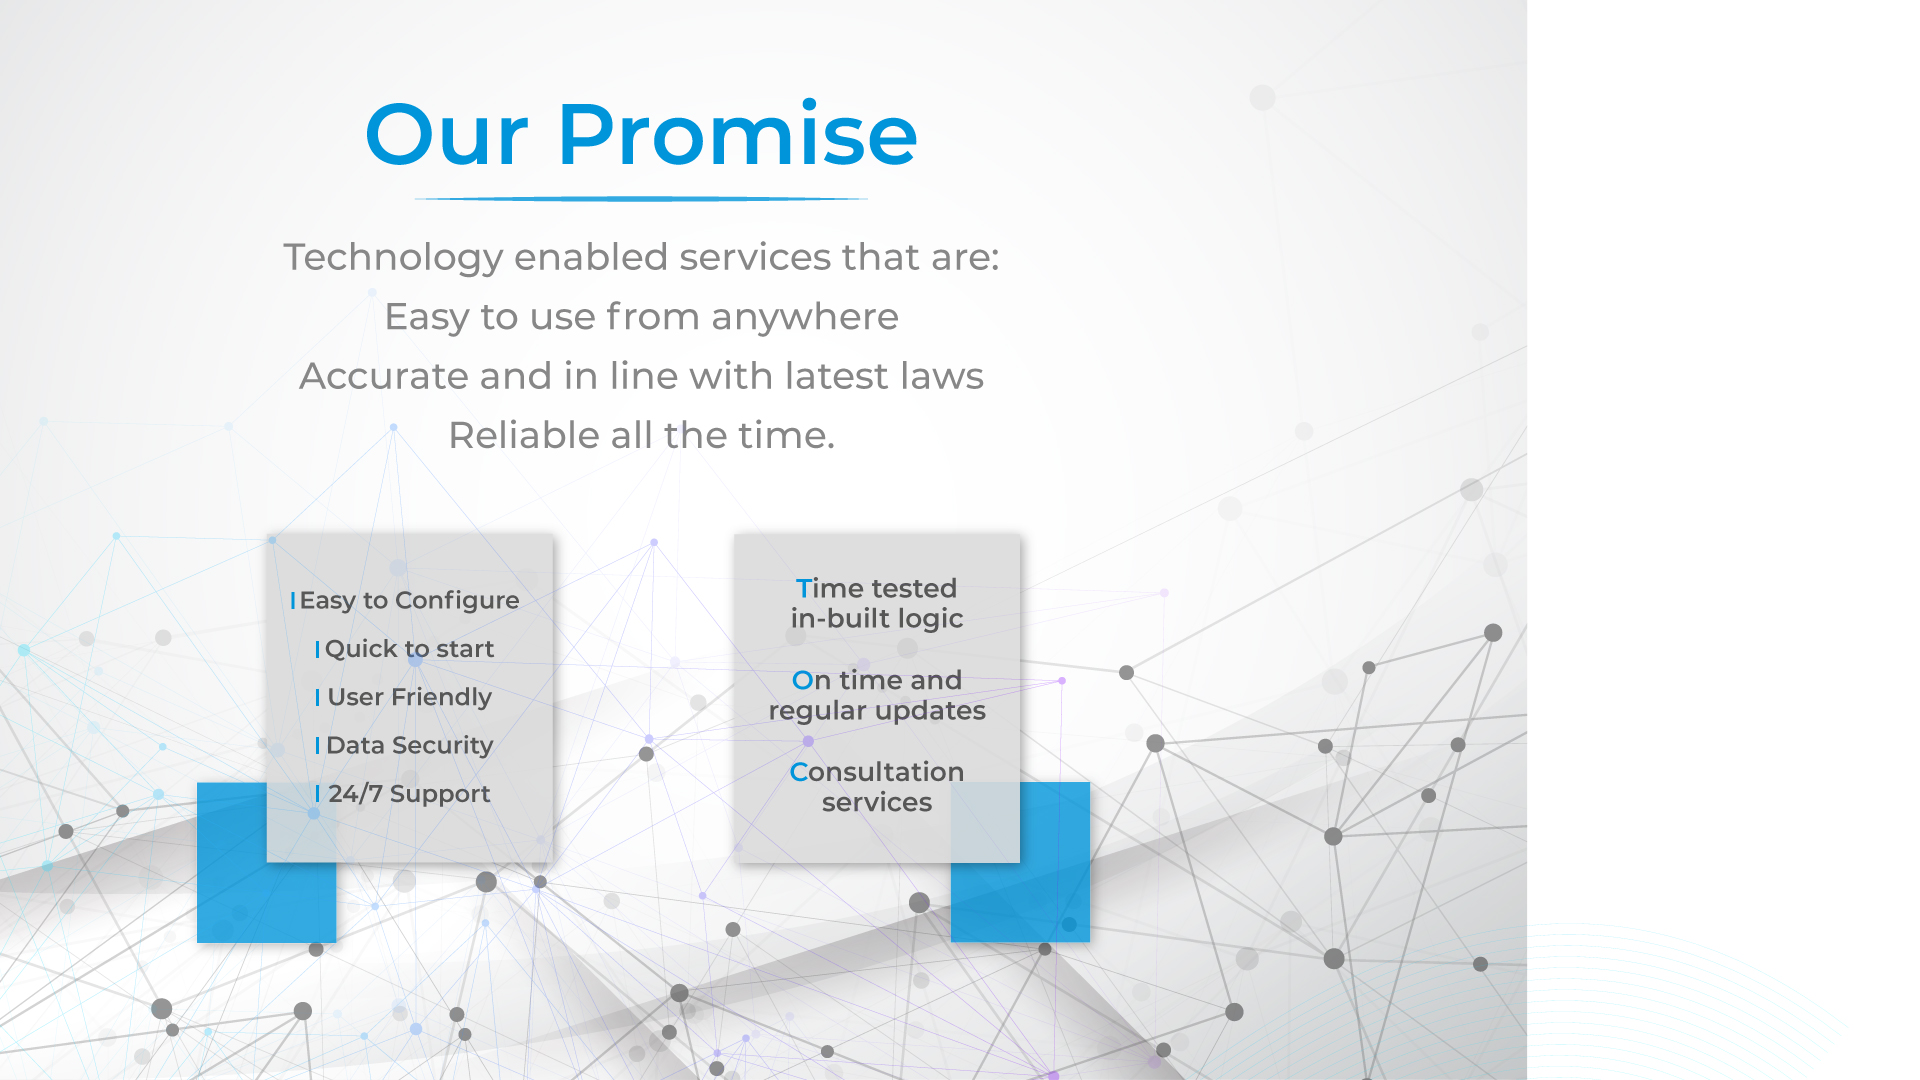 Our Promise
Technology enabled services that are:
Easy to use from anywhere
Accurate and in line with latest laws
Reliable all the time.
Easy to Configure
Quick to start
User Friendly
Data Security
24/7 Support
Time tested
in-built logic
On time and
regular updates
Consultation
services